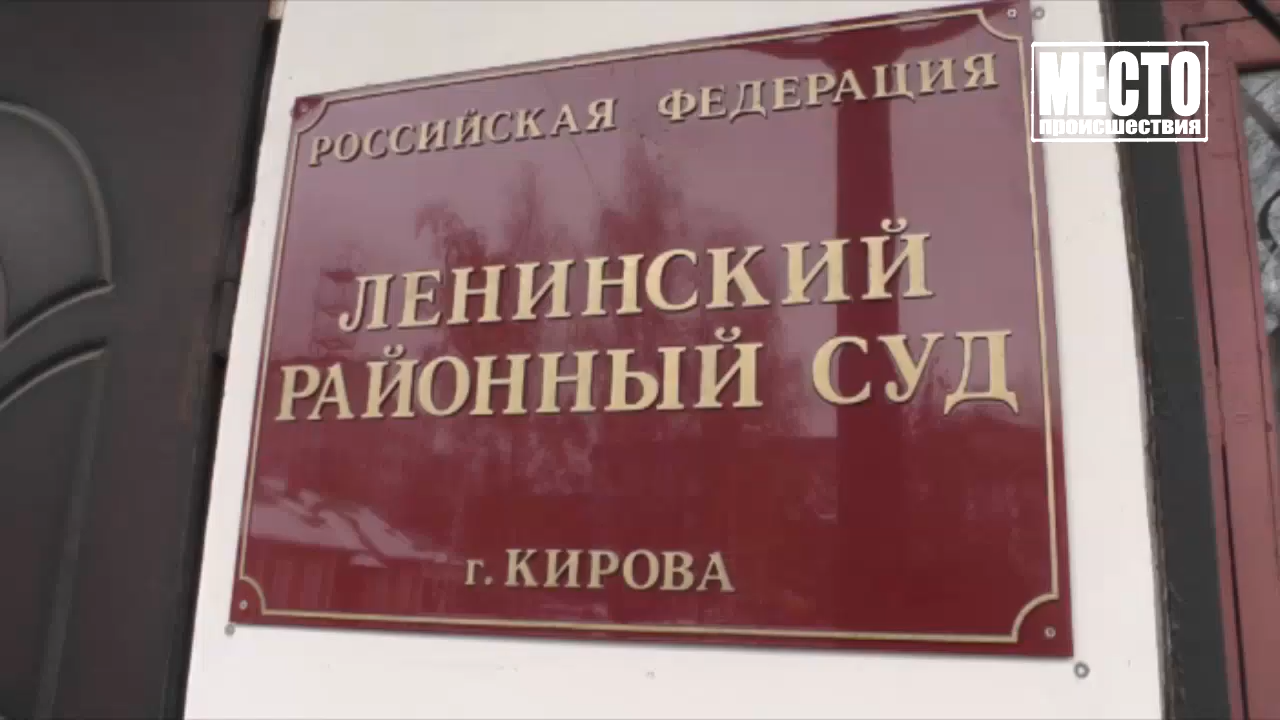 МЕСТО
ПРОИСШЕСТВИЯ
РОССИЙСКАЯ ФЕДЕРАЦИЯ
ЛЕНИНСКИЙ
РАЙОННЫЙ СУД
г. КИРОВА